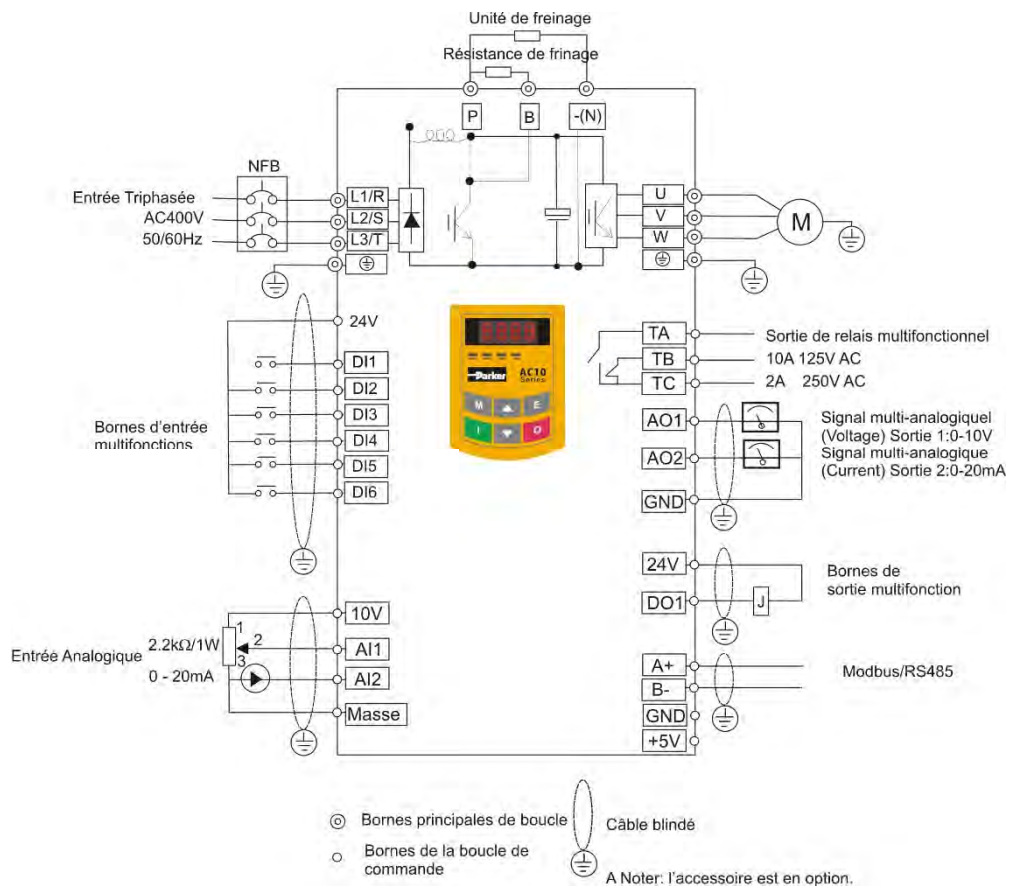 Unité de freinage
Résistance de frinage
P
B
-(N)
NFB
Entrée Triphasée
AC400V
50/60Hz
L1/R
L2/S
L3/T
U
V
W
M
24V
DI1
DI2
DI3
DI4
DI5
DI6
Bornes d'entrée
multifonctions
Parker
AC10
Series
M
E
I
O
TA
TB
TC
Sortie de relais multifonctionnel
10A 125V AC
2A 250V AC
AO1
AO2
GND
Signal multi-analogiquel
(Voltage) Sortie 1:0-10V
Signal multi-analogique
(Current) Sortie 2:0-20mA
24V
DO1
J
Bornes de
sortie multifonction
10V
AI1
AI2
Masse
Entrée Analogique
2.2kΩ/1W
0 - 20mA
1
2
3
A+
B-
GND
+5V
Modbus/RS485
Bornes principales de boucle
Bornes de la boucle de
commande
Câble blindé
A Noter: l'accessoire est en option.